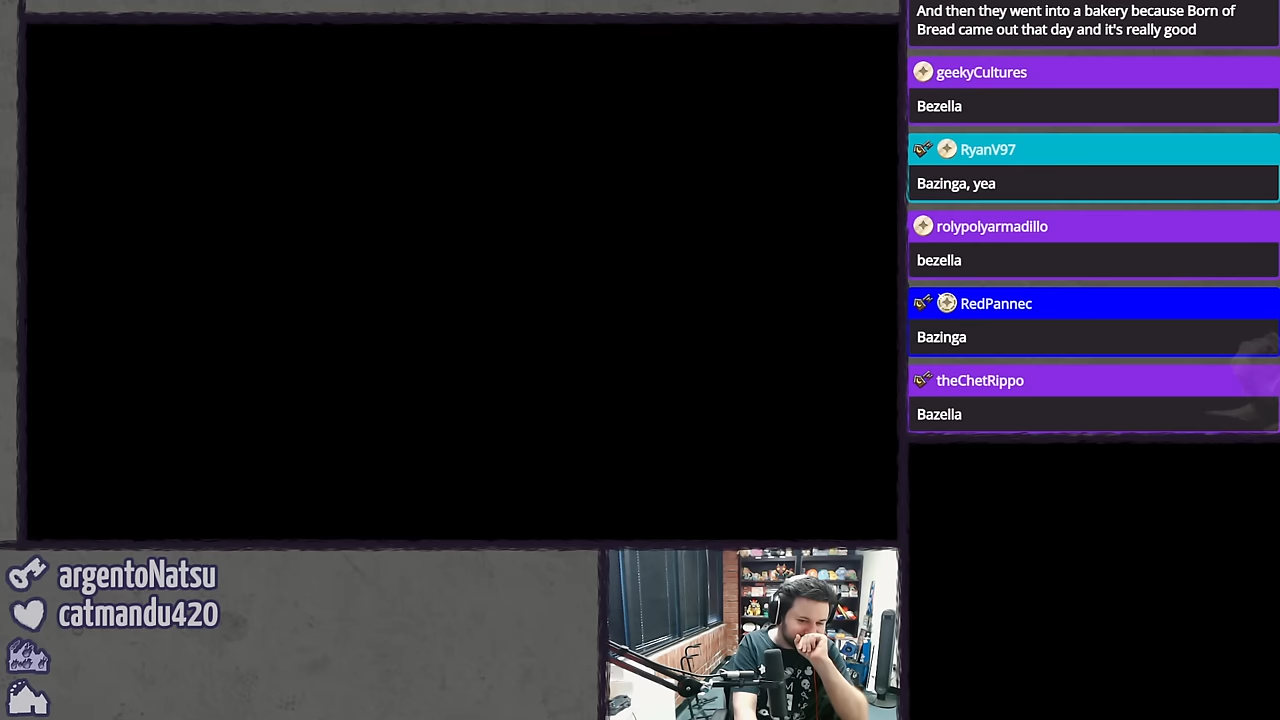 And then they went into a bakery because Born of
Bread came out that day and it's really good
geekyCultures
Bezella
RyanV97
Bazinga, yea
rolypolyarmadillo
bezella
RedPannec
Bazinga
theChetRippo
Bazella
argentoNatsu
catmandu420